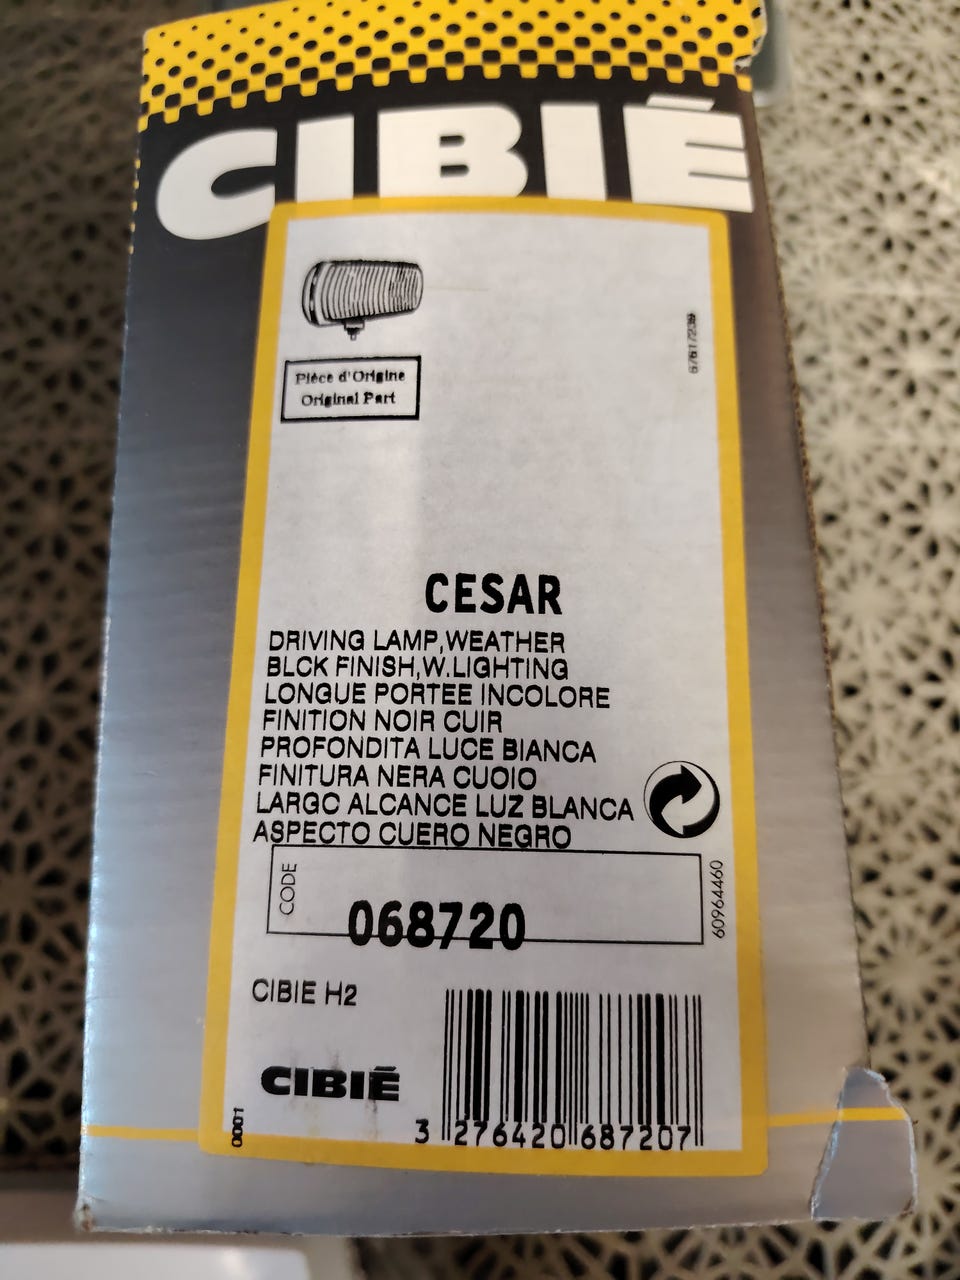 CIBIÉ
Pièce d'Origine
Original Part
CESAR
DRIVING LAMP,WEATHER
BLCK FINISH,W.LIGHTING
LONGUE PORTEE INCOLORE
FINITION NOIR CUIR
PROFONDITA LUCE BIANCA
FINITURA NERA CUOIO
LARGO ALCANCE LUZ BLANCA
ASPECTO CUERO NEGRO
CODE
068720
60964460
CIBIE H2
CIBIÉ
0001
3 276420 687207